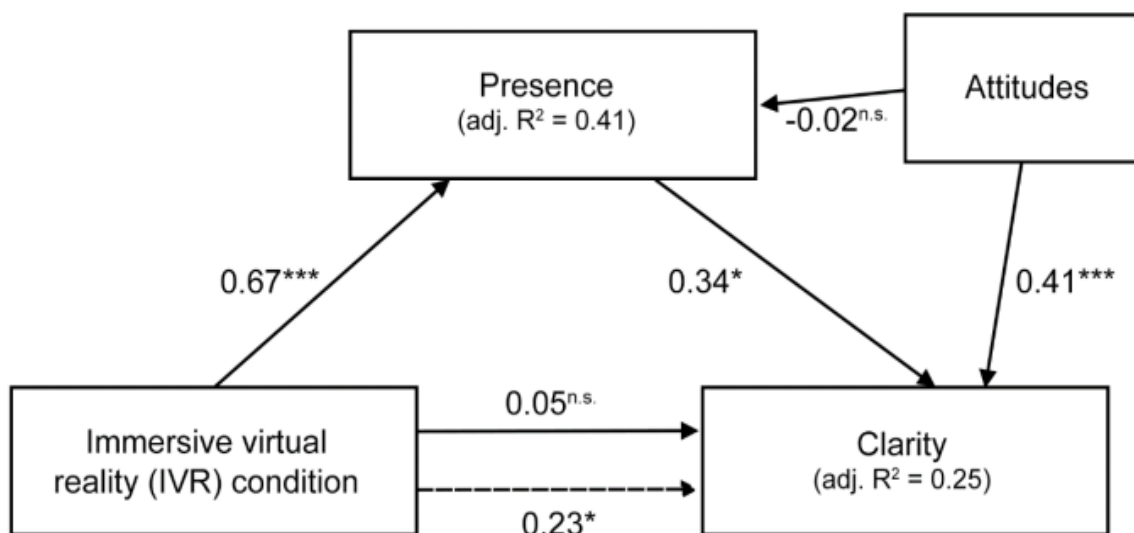 Presence
(adj. R² = 0.41)
Attitudes
-0.02ⁿ·ˢ·
0.67***
0.34*
0.41***
Immersive virtual
reality (IVR) condition
0.05ⁿ·ˢ·
0.23*
Clarity
(adj. R² = 0.25)